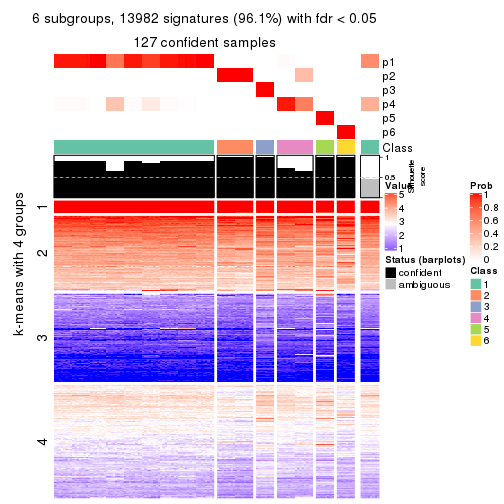 6 subgroups, 13982 signatures (96.1%) with fdr < 0.05
127 confident samples
p1
p2
p3
p4
p5
p6
Class
1
0.5
0
Silhouette
score
k-means with 4 groups
1
2
3
4
Value
5
4
3
2
1
Status (barplots)
confident
ambiguous
Prob
1
0.8
0.6
0.4
0.2
0
Class
1
2
3
4
5
6